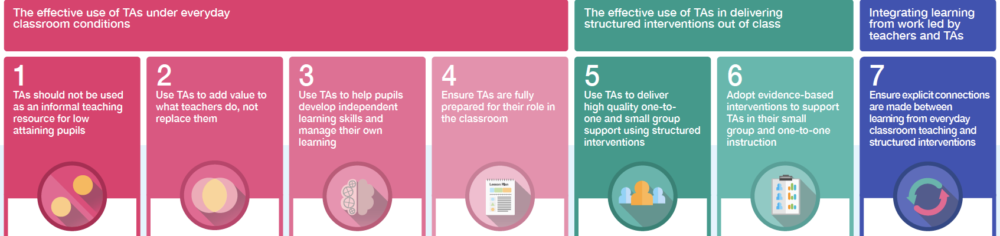 The effective use of TAs under everyday
classroom conditions
The effective use of TAs in delivering
structured interventions out of class
Integrating learning
from work led by
teachers and TAs
1
TAs should not be used
as an informal teaching
resource for low
attaining pupils
2
Use TAs to add value to
what teachers do, not
replace them
3
Use TAs to help pupils
develop independent
learning skills and
manage their own
learning
4
Ensure TAs are fully
prepared for their role in
the classroom
Lesson Plan
5
Use TAs to deliver
high quality one-to-
one and small group
support using structured
interventions
6
Adopt evidence-based
interventions to support
TAs in their small
group and one-to-one
instruction
7
Ensure explicit connections
are made between
learning from everyday
classroom teaching and
structured interventions